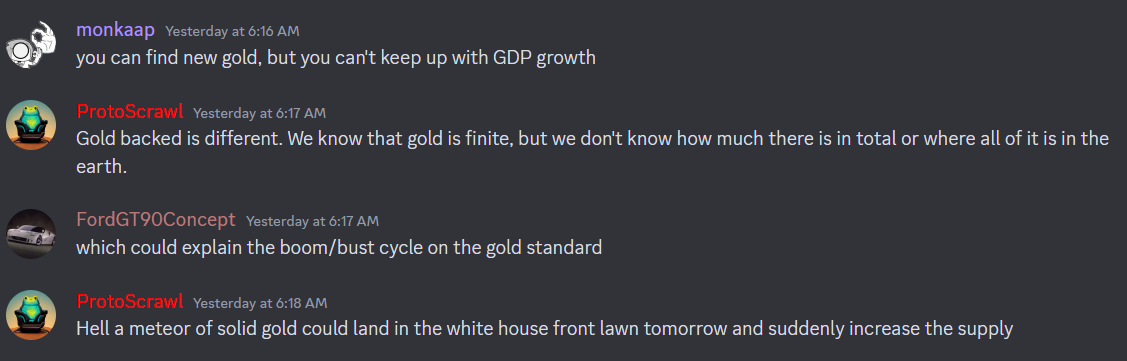 monkaap Yesterday at 6:16 AM
you can find new gold, but you can't keep up with GDP growth
ProtoScrawl Yesterday at 6:17 AM
Gold backed is different. We know that gold is finite, but we don't know how much there is in total or where all of it is in the
earth.
FordGT90Concept Yesterday at 6:17 AM
which could explain the boom/bust cycle on the gold standard
ProtoScrawl Yesterday at 6:18 AM
Hell a meteor of solid gold could land in the white house front lawn tomorrow and suddenly increase the supply